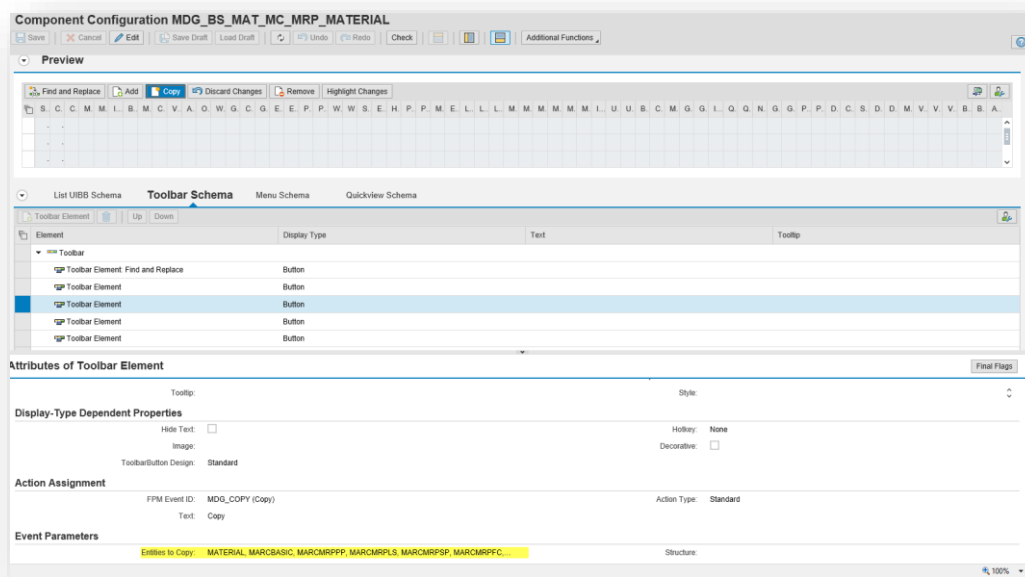 Component Configuration MDG_BS_MAT_MC_MRP_MATERIAL
Save Cancel Edit Save Draft Load Draft Undo Redo Check Additional Functions
Preview
Find and Replace Add Copy Discard Changes Remove Highlight Changes
S. C. C. M. M. I... B. M. C. V. A. O. W. G. C. G. E. E. P. P. W. W. S. E. H. P. P. M. E. L. L. L. M. M. M. M. M. M. I... U. U. B. C. M. G. G. I... Q. Q. N. G. G. P. P. D. C. S. D. D. M. V. V. V. B. B. A..
List UIBB Schema Toolbar Schema Menu Schema Quickview Schema
Toolbar Element Up Down
Element Display Type Text Tooltip
Toolbar
Toolbar Element: Find and Replace Button
Toolbar Element Button
Toolbar Element Button
Toolbar Element Button
Toolbar Element Button
Attributes of Toolbar Element Final Flags
Tooltip: Style:
Display-Type Dependent Properties
Hide Text: Hotkey: None
Image: Decorative:
ToolbarButton Design: Standard
Action Assignment
FPM Event ID: MDG_COPY (Copy) Action Type: Standard
Text: Copy
Event Parameters
Entities to Copy: MATERIAL, MARCBASIC, MARCMRPPP, MARCMRPLS, MARCMRPSP, MARCMRPFC,... Structure:
100%